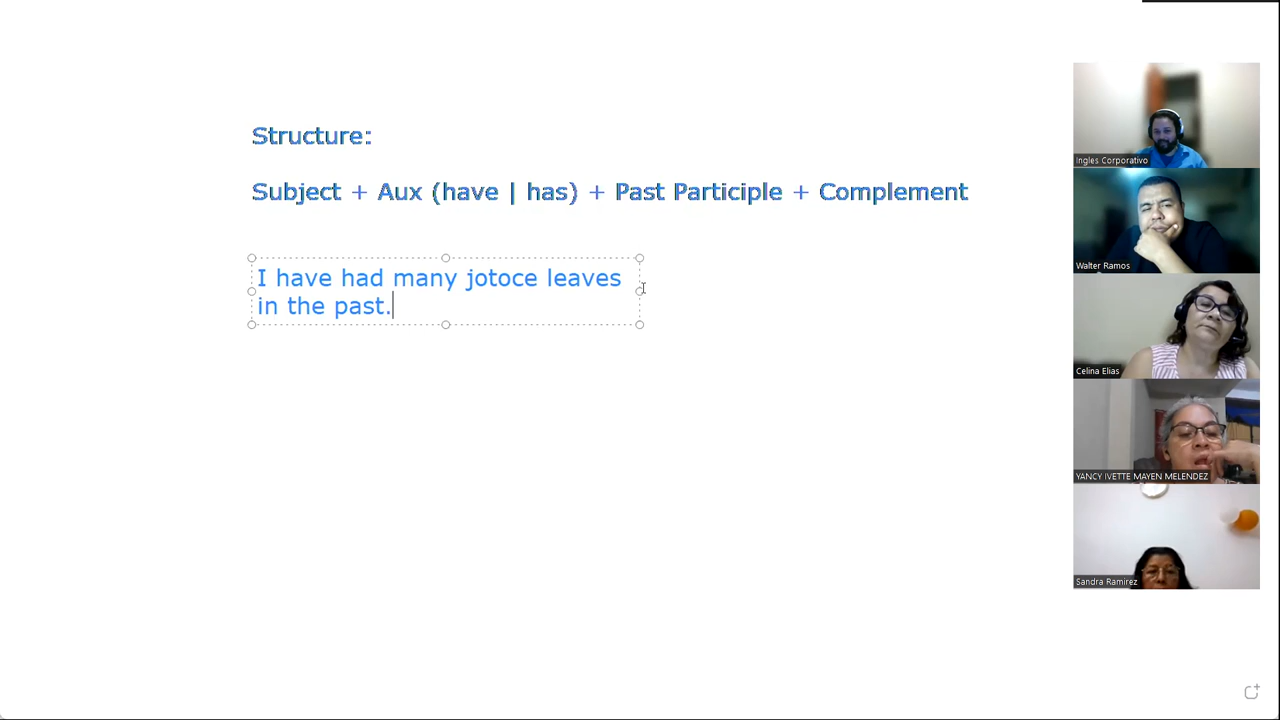 Structure:
Subject + Aux (have | has) + Past Participle + Complement
I have had many jotoce leaves
in the past.
Ingles Corporativo
Walter Ramos
Celina Elias
YANCY IVETTE MAYEN MELENDEZ
Sandra Ramirez